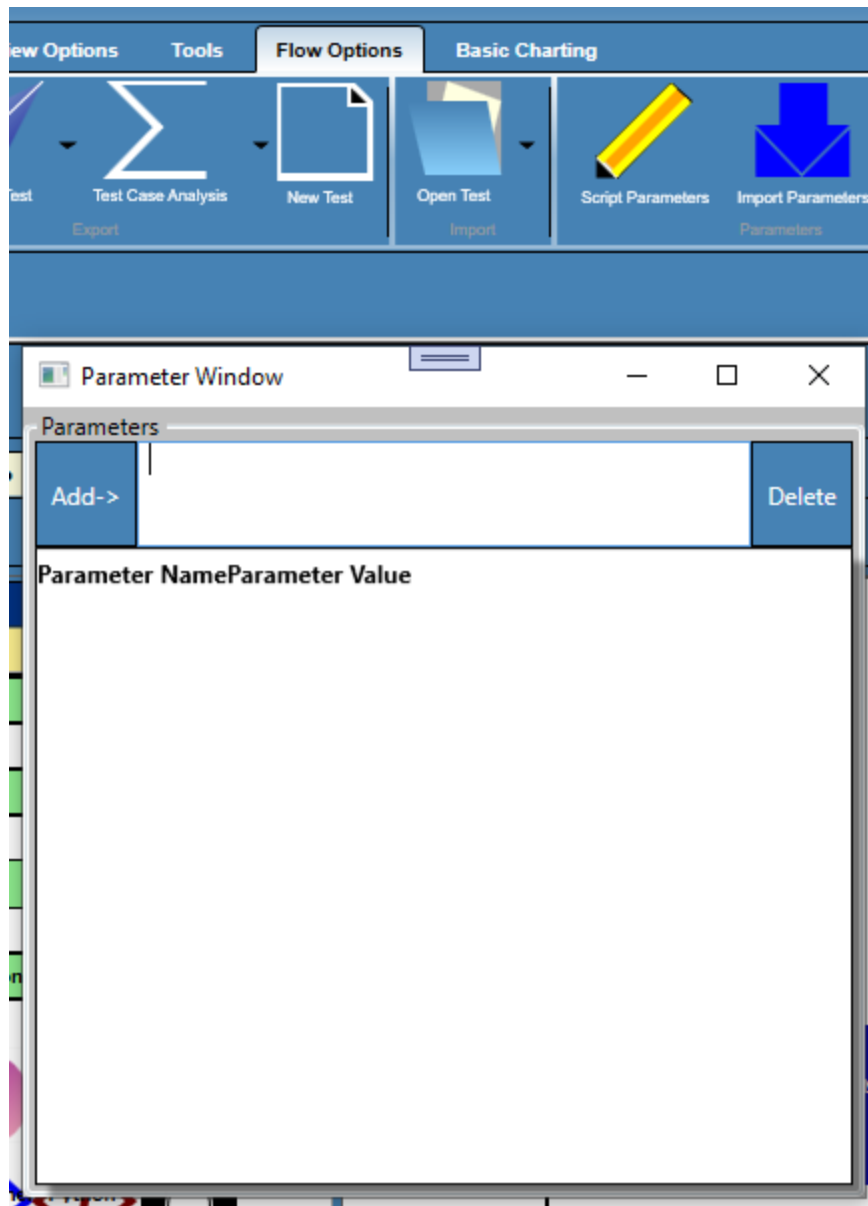 ew Options Tools Flow Options Basic Charting
est Test Case Analysis New Test Open Test Script Parameters Import Parameters
Export Import Parameters
Parameter Window
Parameters
Add-> Delete
Parameter NameParameter Value